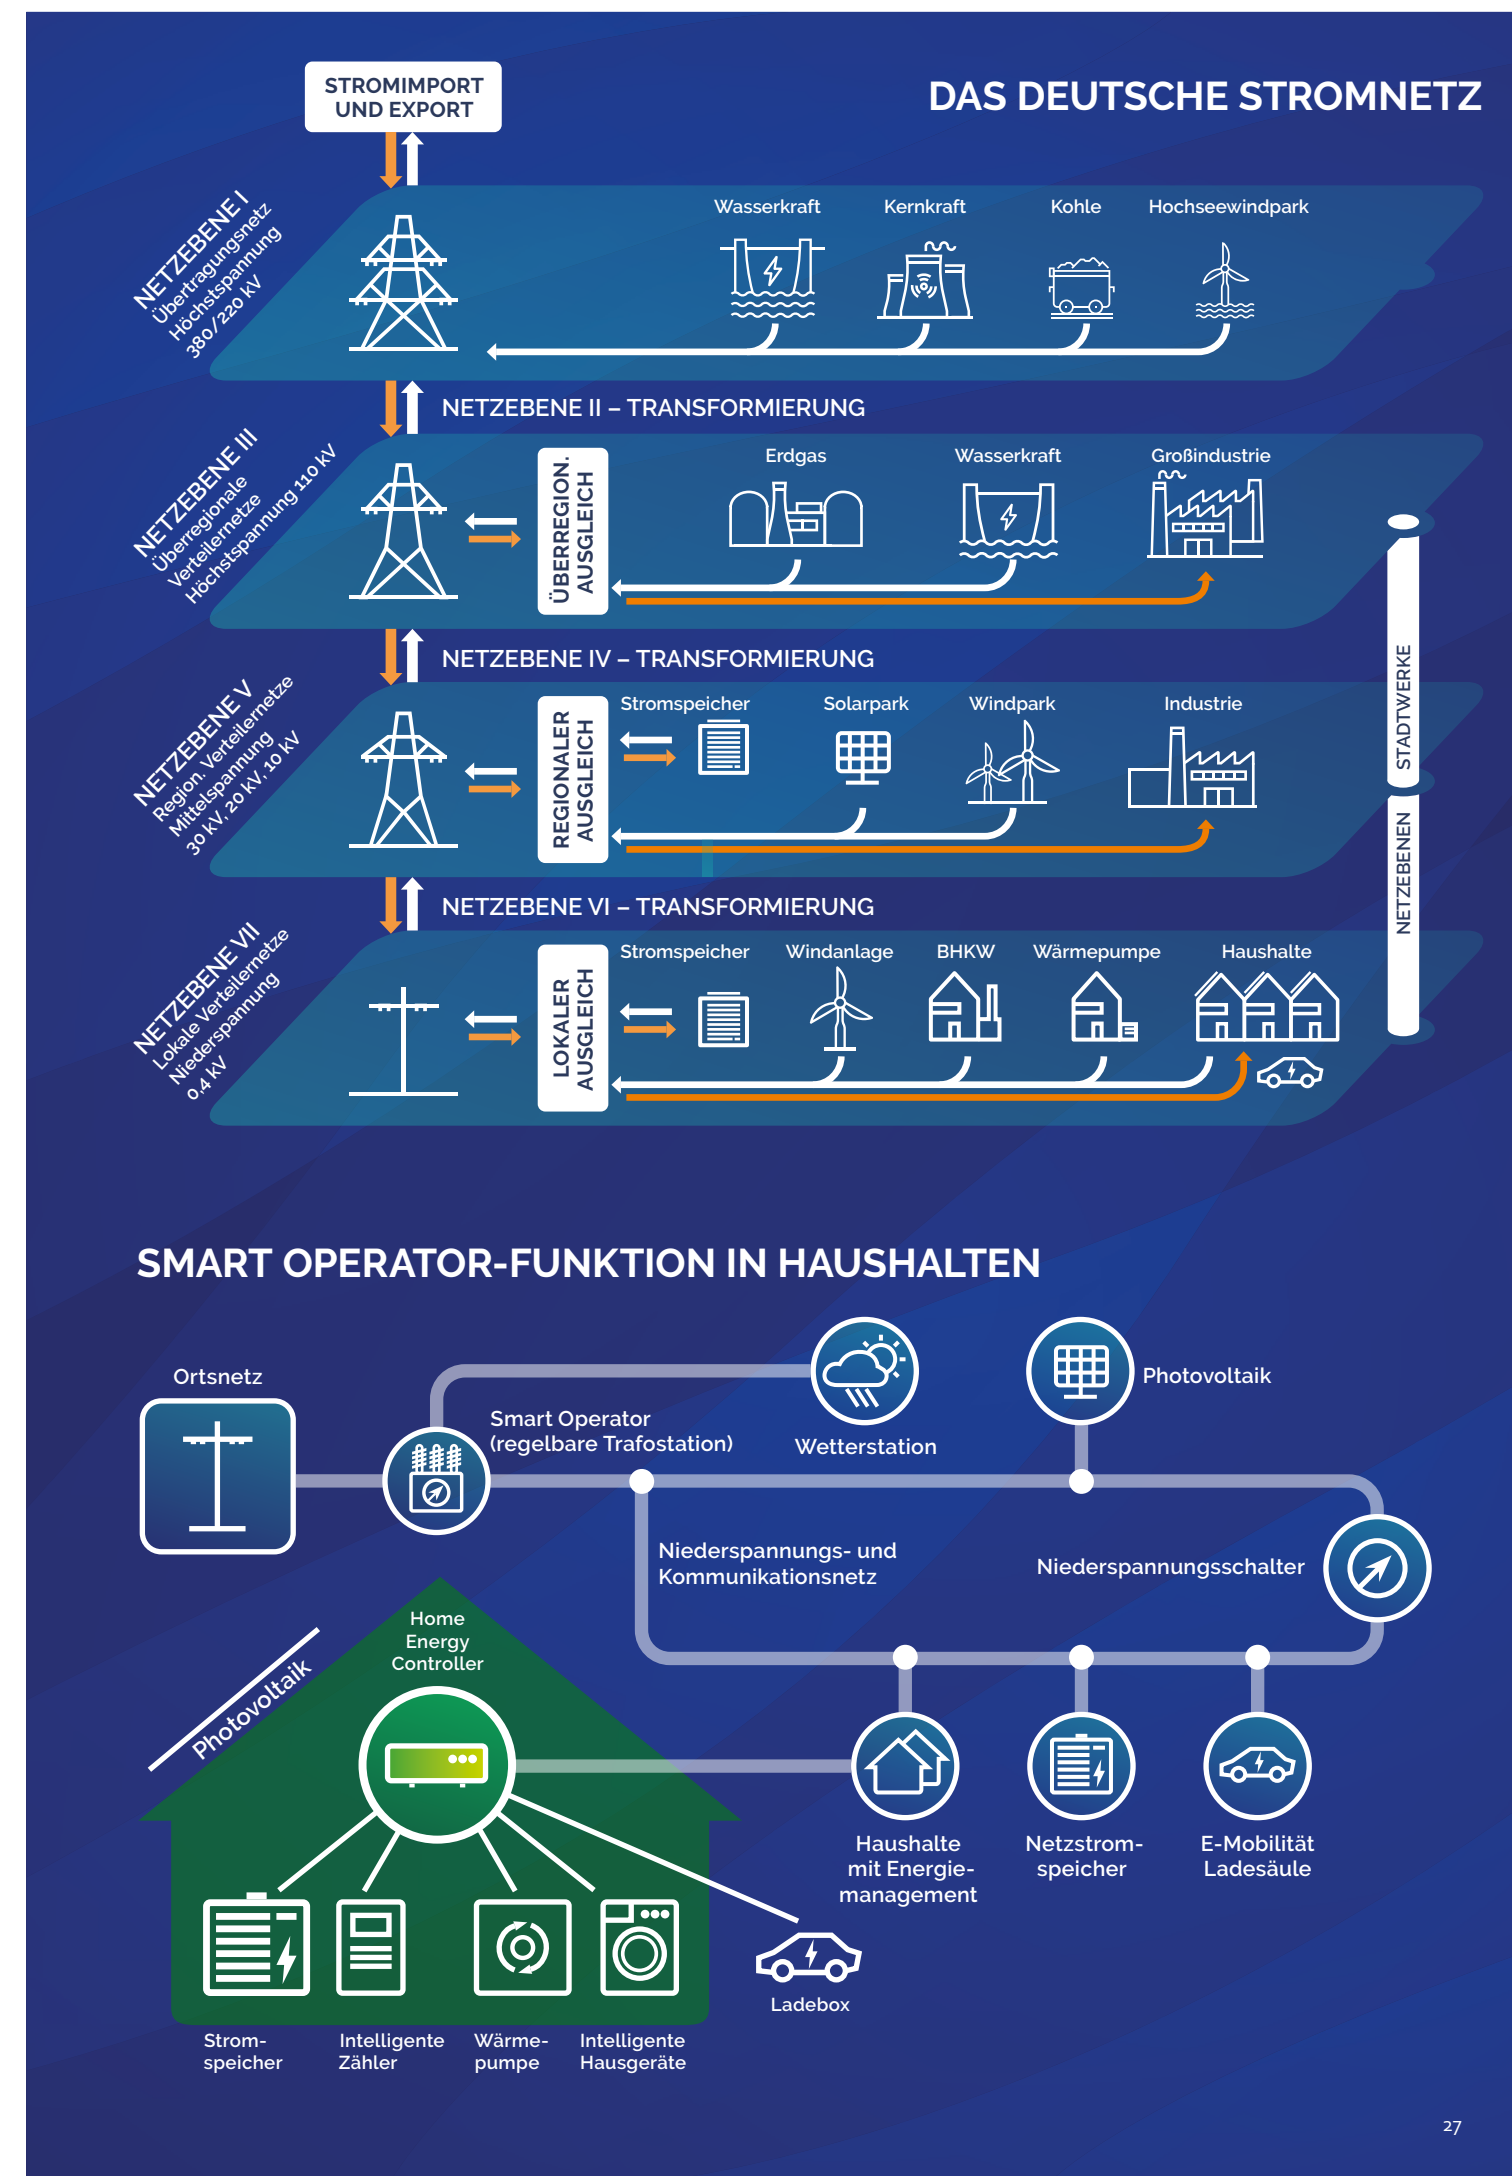 STROMIMPORT
UND EXPORT
DAS DEUTSCHE STROMNETZ
NETZEBENE I
Übertragungsnetz
Höchstspannung
380/220 kV
Wasserkraft
Kernkraft
Kohle
Hochseewindpark
NETZEBENE II – TRANSFORMIERUNG
NETZEBENE III
Überregionale
Verteilernetze
Höchstspannung 110 kV
ÜBERREGION.
AUSGLEICH
Erdgas
Wasserkraft
Großindustrie
NETZEBENE IV – TRANSFORMIERUNG
NETZEBENE V
Region. Verteilernetze
Mittelspannung
30 kV, 20 kV, 10 kV
REGIONALER
AUSGLEICH
Stromspeicher
Solarpark
Windpark
Industrie
STADTWERKE
NETZEBENEN
NETZEBENE VI – TRANSFORMIERUNG
NETZEBENE VII
Lokale Verteilernetze
Niederspannung
0,4 kV
LOKALER
AUSGLEICH
Stromspeicher
Windanlage
BHKW
Wärmepumpe
Haushalte
SMART OPERATOR-FUNKTION IN HAUSHALTEN
Ortsnetz
Smart Operator
(regelbare Trafostation)
Wetterstation
Photovoltaik
Niederspannungs- und
Kommunikationsnetz
Niederspannungsschalter
Home
Energy
Controller
Photovoltaik
Haushalte
mit Energie-
management
Netzstrom-
speicher
E-Mobilität
Ladesäule
Ladebox
Strom-
speicher
Intelligente
Zähler
Wärme-
pumpe
Intelligente
Hausgeräte
27